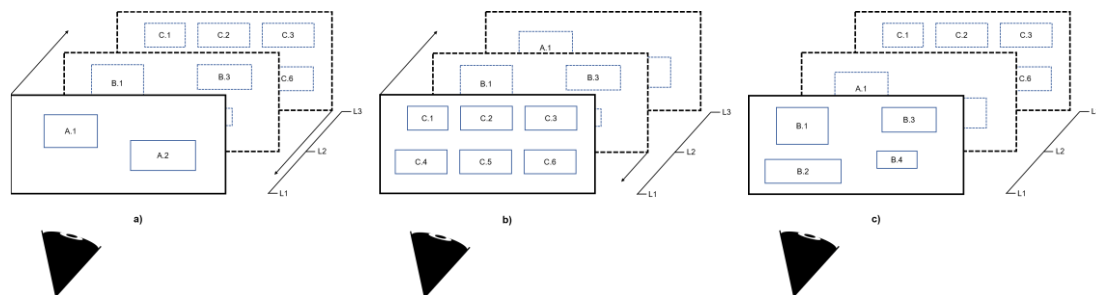 C.1 C.2 C.3
B.1 B.3 C.6
A.1
A.2
L3
L2
L1
a)
A.1
B.1 B.3
C.1 C.2 C.3
C.4 C.5 C.6
L3
L2
L1
b)
C.1 C.2 C.3
C.6
A.1
B.1 B.3
B.2 B.4
L2
L1
c)